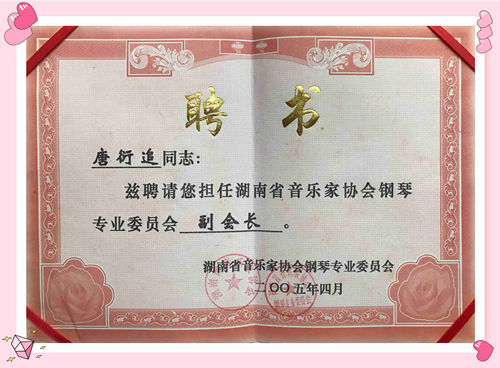 聘书
唐衍追同志:
兹聘请您担任湖南省音乐家协会钢琴
专业委员会 副会长 。
湖南省音乐家协会钢琴专业委员会
二〇〇五年四月